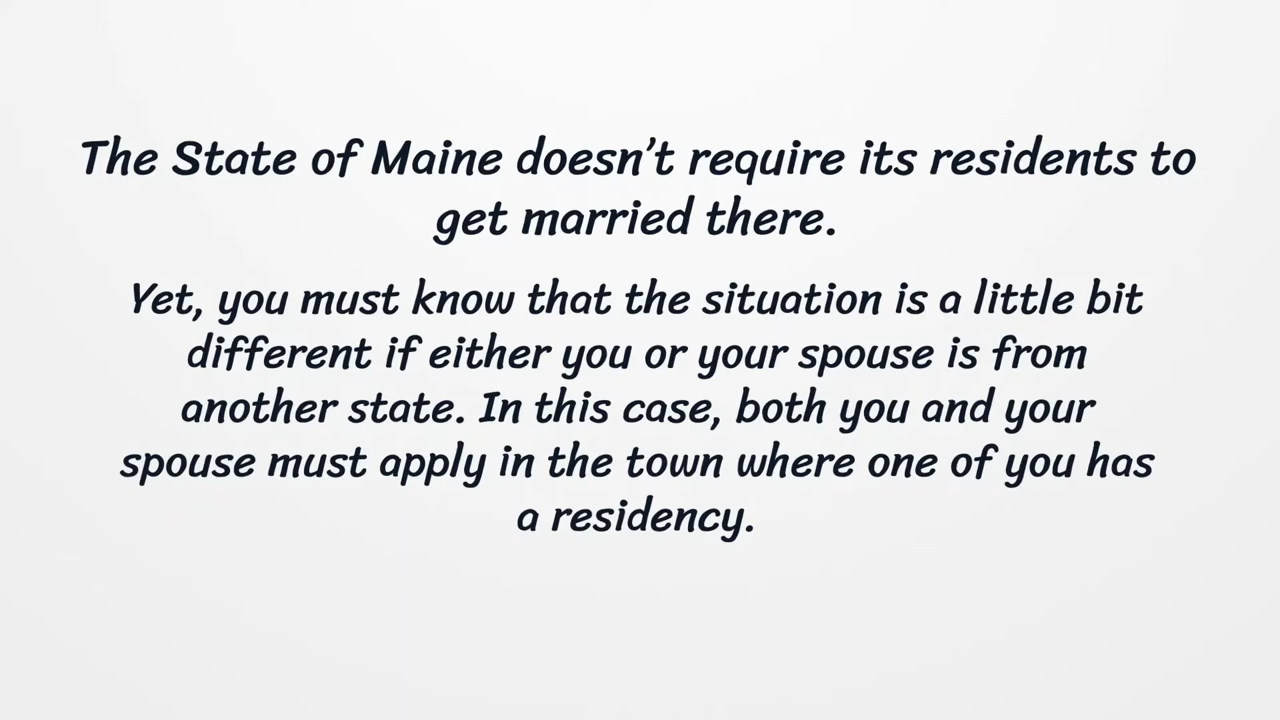 The State of Maine doesn’t require its residents to
get married there.
Yet, you must know that the situation is a little bit
different if either you or your spouse is from
another state. In this case, both you and your
spouse must apply in the town where one of you has
a residency.